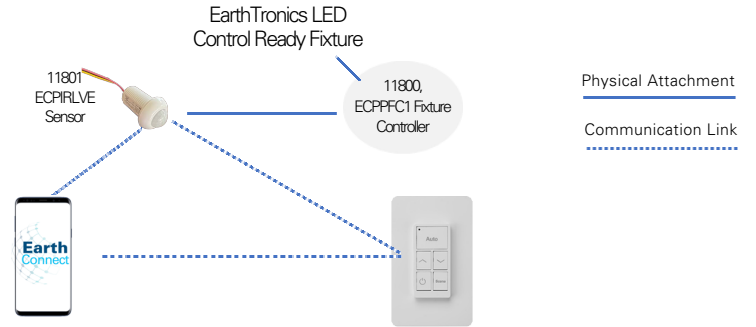 EarthTronics LED
Control Ready Fixture
11801
ECPIRLVE
Sensor
11800,
ECPPFC1 Fixture
Controller
Physical Attachment
Communication Link
Earth
Connect
Auto